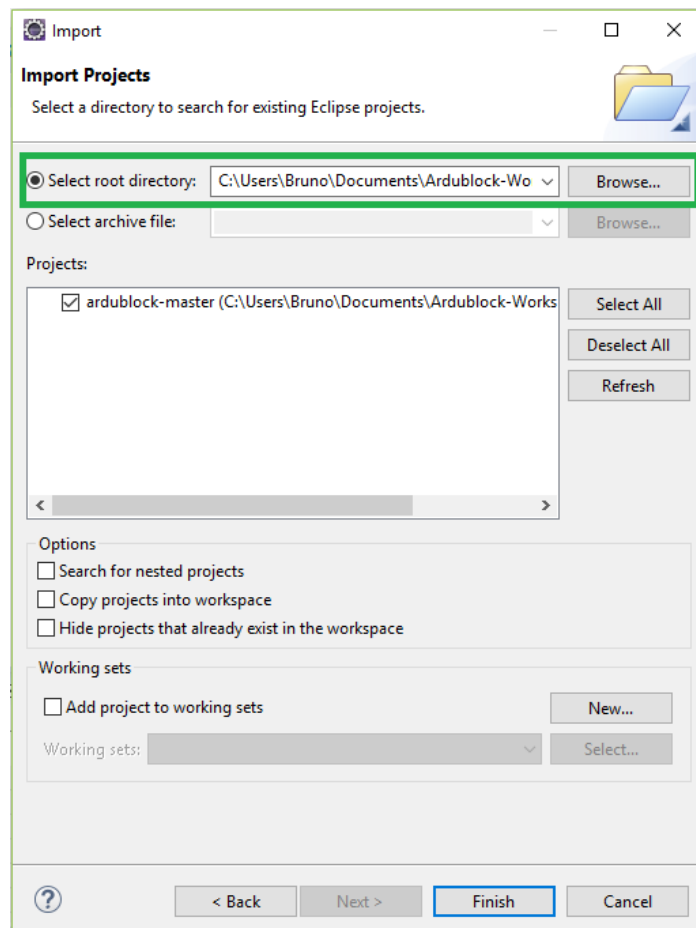 Import
Import Projects
Select a directory to search for existing Eclipse projects.
Select root directory: C:\Users\Bruno\Documents\Ardublock-Wo Browse...
Select archive file: Browse...
Projects:
ardublock-master (C:\Users\Bruno\Documents\Ardublock-Works
Select All
Deselect All
Refresh
Options
Search for nested projects
Copy projects into workspace
Hide projects that already exist in the workspace
Working sets
Add project to working sets New...
Working sets: Select...
< Back Next > Finish Cancel